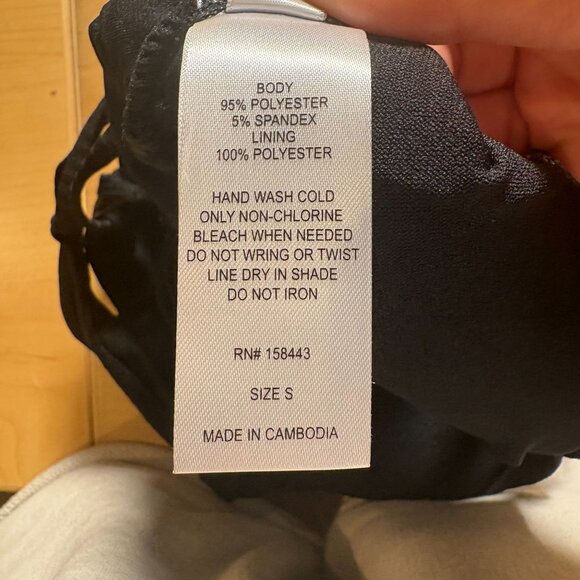 BODY
95% POLYESTER
5% SPANDEX
LINING
100% POLYESTER
HAND WASH COLD
ONLY NON-CHLORINE
BLEACH WHEN NEEDED
DO NOT WRING OR TWIST
LINE DRY IN SHADE
DO NOT IRON
RN# 158443
SIZE S
MADE IN CAMBODIA